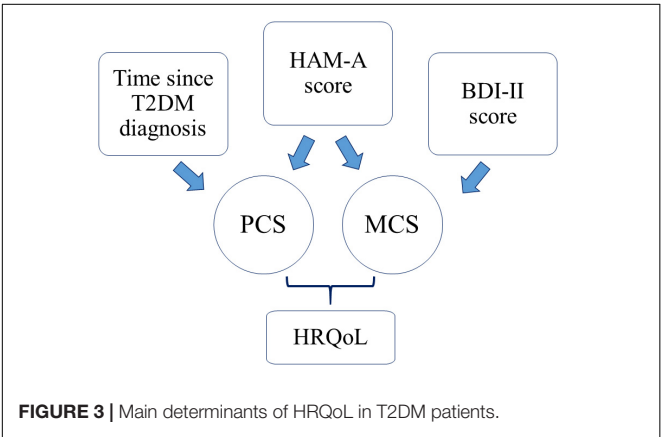 Time since
T2DM
diagnosis
HAM-A
score
BDI-II
score
PCS
MCS
HRQoL
FIGURE 3 | Main determinants of HRQoL in T2DM patients.